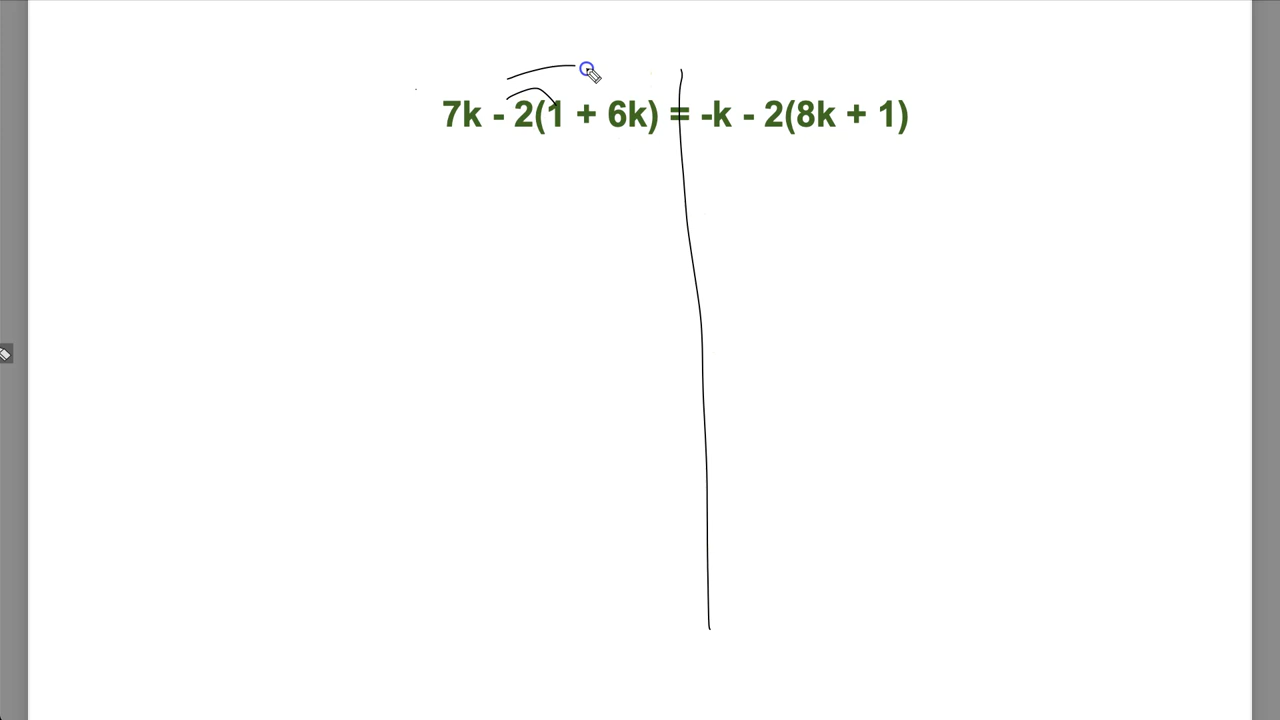 7k - 2(1 + 6k) = -k - 2(8k + 1)